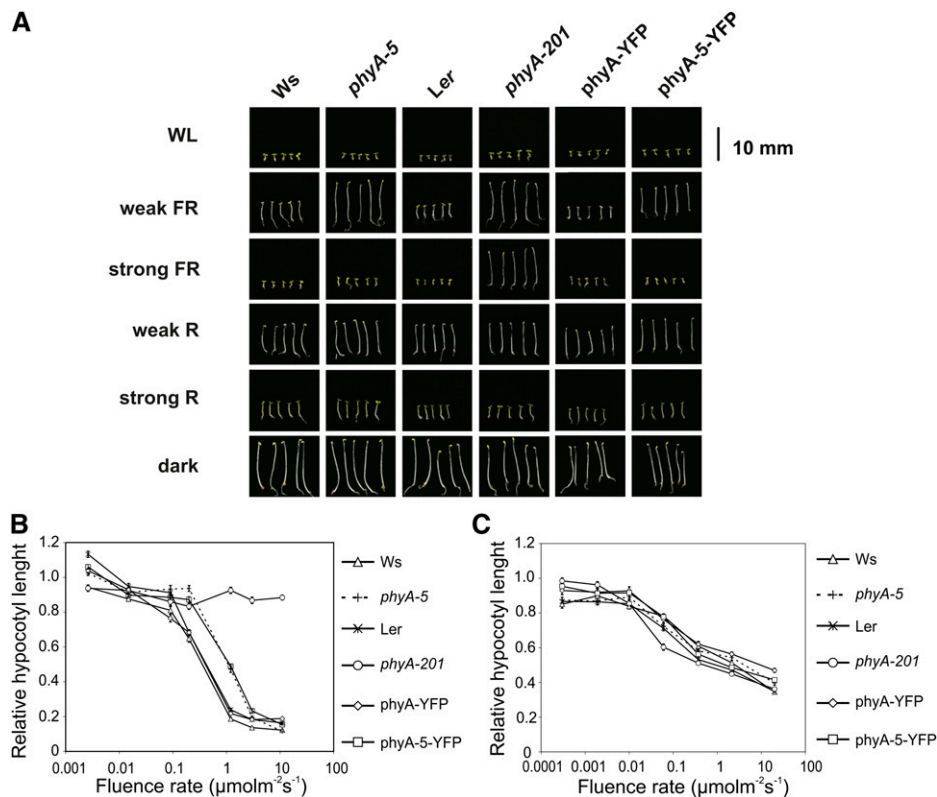 A
Ws phyA-5 Ler phyA-201 phyA-YFP phyA-5-YFP
WL
10 mm
weak FR
strong FR
weak R
strong R
dark
B
Relative hypocotyl lenght
1.2
1.0
0.8
0.6
0.4
0.2
0
0.001 0.01 0.1 1 10 100
Fluence rate (µmolm-2s-1)
Ws
phyA-5
Ler
phyA-201
phyA-YFP
phyA-5-YFP
C
Relative hypocotyl lenght
1.2
1.0
0.8
0.6
0.4
0.2
0
0.0001 0.001 0.01 0.1 1 10 100
Fluence rate (µmolm-2s-1)
Ws
phyA-5
Ler
phyA-201
phyA-YFP
phyA-5-YFP